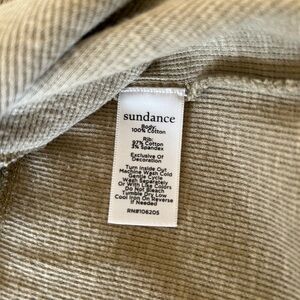 sundance
Body:
100% Cotton
Rib:
97% Cotton
3% Spandex
Exclusive Of
Decoration
Turn Inside Out
Machine Wash Cold
Gentle Cycle
Wash Separately
Or With Like Colors
Do Not Bleach
Tumble Dry Low
Cool Iron On Reverse
If Needed
RN#106205